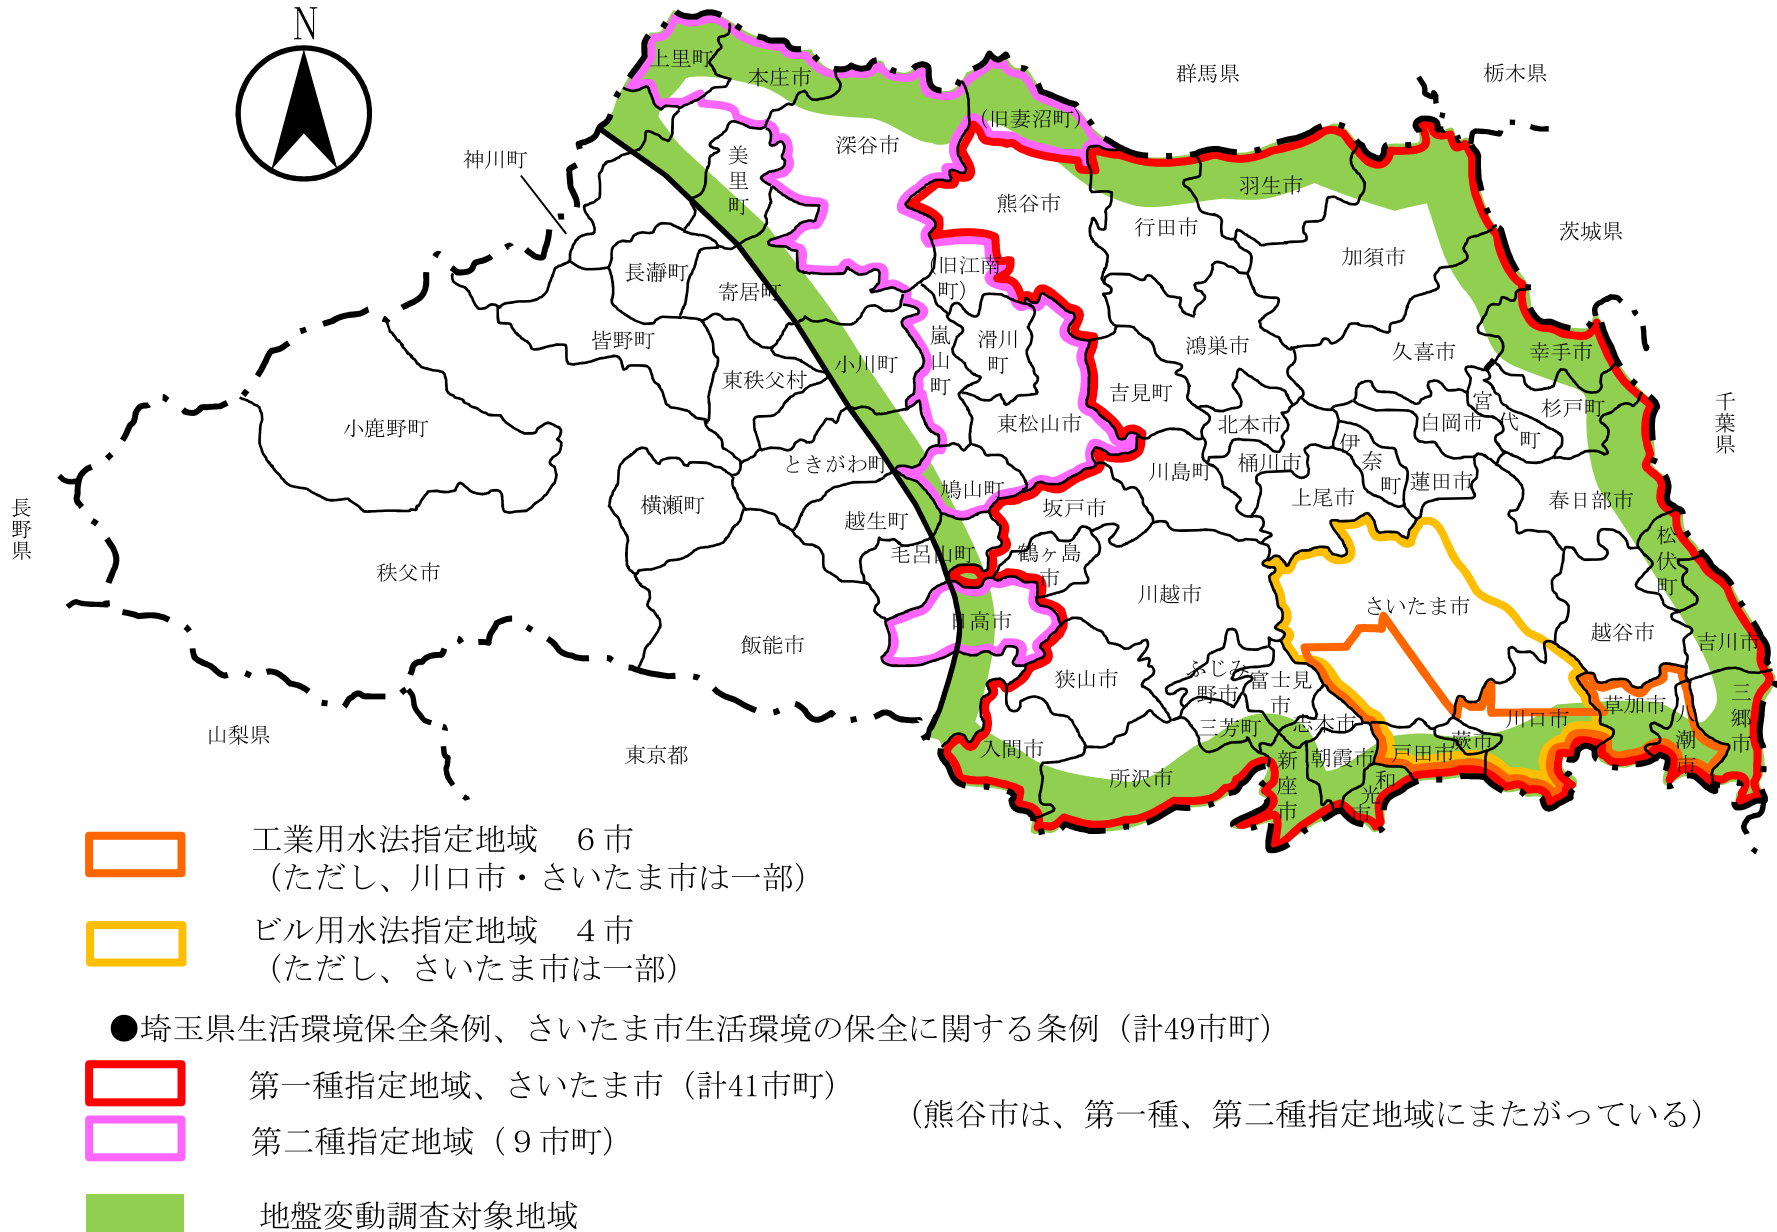 N
群馬県
栃木県
上里町
本庄市
(旧妻沼町)
深谷市
神川町
美里町
羽生市
熊谷市
行田市
茨城県
加須市
長瀞町
寄居町
(旧江南町)
皆野町
嵐山町
滑川町
鴻巣市
久喜市
幸手市
小川町
東秩父村
吉見町
宮代町
杉戸町
千葉県
小鹿野町
東松山市
北本市
白岡市
伊奈町
ときがわ町
川島町
桶川市
蓮田市
鳩山町
上尾市
春日部市
長野県
横瀬町
越生町
坂戸市
松伏町
毛呂山町
鶴ヶ島市
秩父市
川越市
さいたま市
日高市
越谷市
飯能市
吉川市
狭山市
ふじみ野市
富士見市
三郷市
山梨県
東京都
入間市
三芳町
志木市
川口市
草加市
八潮市
蕨市
戸田市
朝霞市
新座市
所沢市
和光市
工業用水法指定地域　６市
(ただし、川口市・さいたま市は一部)
ビル用水法指定地域　４市
(ただし、さいたま市は一部)
●埼玉県生活環境保全条例、さいたま市生活環境の保全に関する条例 (計49市町)
第一種指定地域、さいたま市 (計41市町)
(熊谷市は、第一種、第二種指定地域にまたがっている)
第二種指定地域 (９市町)
地盤変動調査対象地域